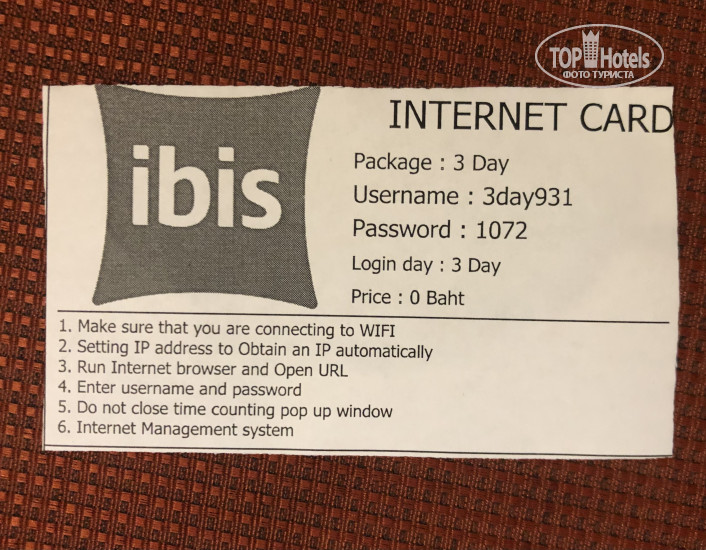 TOP Hotels
ФОТО ТУРИСТА
ibis
INTERNET CARD
Package : 3 Day
Username : 3day931
Password : 1072
Login day : 3 Day
Price : 0 Baht
1. Make sure that you are connecting to WIFI
2. Setting IP address to Obtain an IP automatically
3. Run Internet browser and Open URL
4. Enter username and password
5. Do not close time counting pop up window
6. Internet Management system